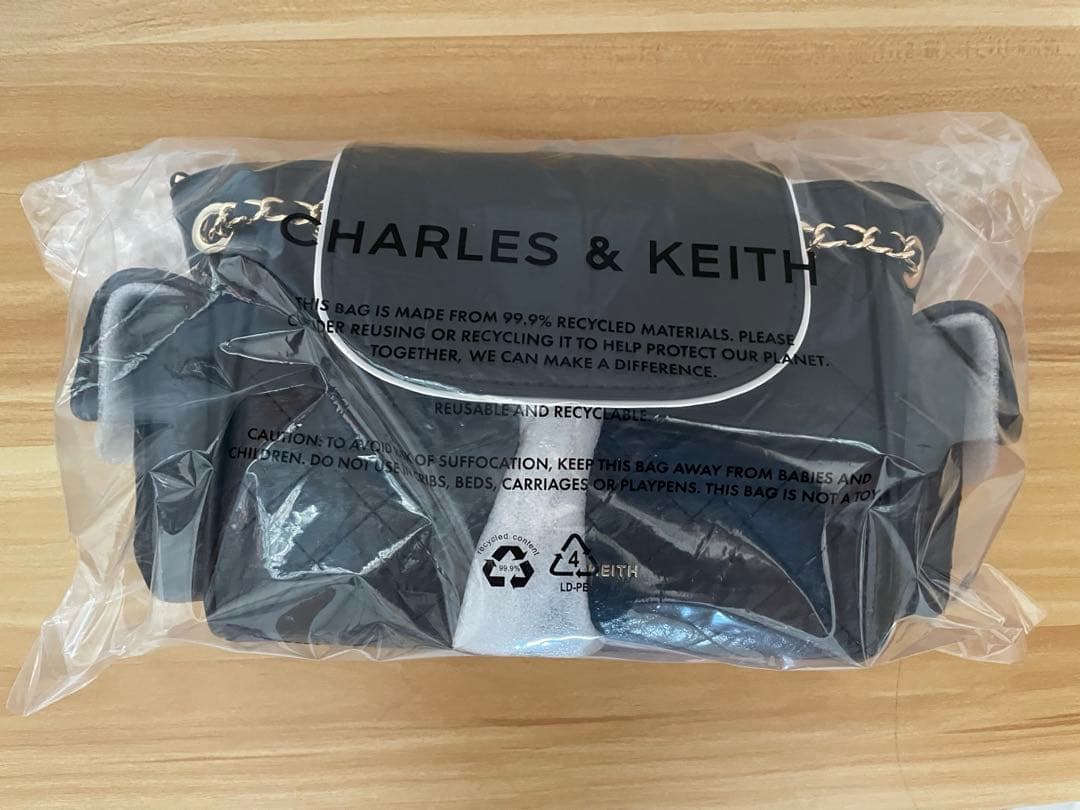 CHARLES & KEITH
THIS BAG IS MADE FROM 99.9% RECYCLED MATERIALS. PLEASE
REUSING OR RECYCLING IT TO HELP PROTECT OUR PLANET.
TOGETHER, WE CAN MAKE A DIFFERENCE.
REUSABLE AND RECYCLABLE.
CAUTION: TO AVOID OF SUFFOCATION, KEEP THIS BAG AWAY FROM BABIES AND
CHILDREN. DO NOT USE IN CRIBS, BEDS, CARRIAGES OR PLAYPENS. THIS BAG IS NOT A TOY
recycled content
99.9%
4
LD-PE
KEITH